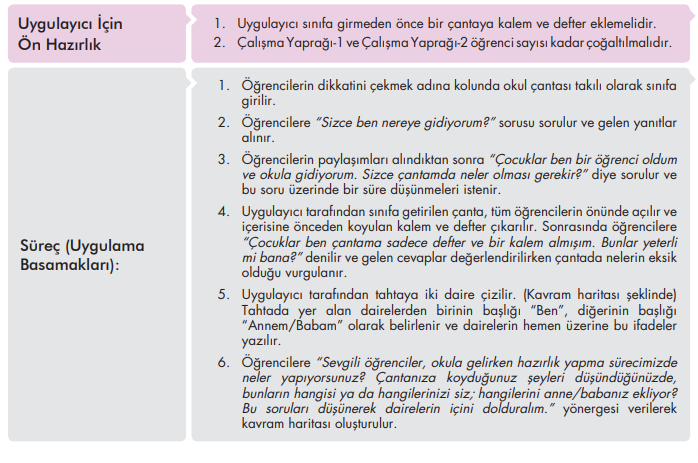 Uygulayıcı İçin
Ön Hazırlık
1. Uygulayıcı sınıfa girmeden önce bir çantaya kalem ve defter eklemelidir.
2. Çalışma Yaprağı-1 ve Çalışma Yaprağı-2 öğrenci sayısı kadar çoğaltılmalıdır.
Süreç (Uygulama
Basamakları):
1. Öğrencilerin dikkatini çekmek adına kolunda okul çantası takılı olarak sınıfa
girilir.
2. Öğrencilere “Sizce ben nereye gidiyorum?” sorusu sorulur ve gelen yanıtlar
alınır.
3. Öğrencilerin paylaşımları alındıktan sonra “Çocuklar ben bir öğrenci oldum
ve okula gidiyorum. Sizce çantamda neler olması gerekir?” diye sorulur ve
bu soru üzerinde bir süre düşünmeleri istenir.
4. Uygulayıcı tarafından sınıfa getirilen çanta, tüm öğrencilerin önünde açılır ve
içerisine önceden koyulan kalem ve defter çıkarılır. Sonrasında öğrencilere
“Çocuklar ben çantama sadece defter ve bir kalem almışım. Bunlar yeterli
mi bana?” denilir ve gelen cevaplar değerlendirilirken çantada nelerin eksik
olduğu vurgulanır.
5. Uygulayıcı tarafından tahtaya iki daire çizilir. (Kavram haritası şeklinde)
Tahtada yer alan dairelerden birinin başlığı “Ben”, diğerinin başlığı
“Annem/Babam” olarak belirlenir ve dairelerin hemen üzerine bu ifadeler
yazılır.
6. Öğrencilere “Sevgili öğrenciler, okula gelirken hazırlık yapma sürecimizde
neler yapıyorsunuz? Çantanıza koyduğunuz şeyleri düşündüğünüzde,
bunların hangisi ya da hangilerinizi siz; hangilerini anne/babanız ekliyor?
Bu soruları düşünerek dairelerin içini dolduralım.” yönergesi verilerek
kavram haritası oluşturulur.